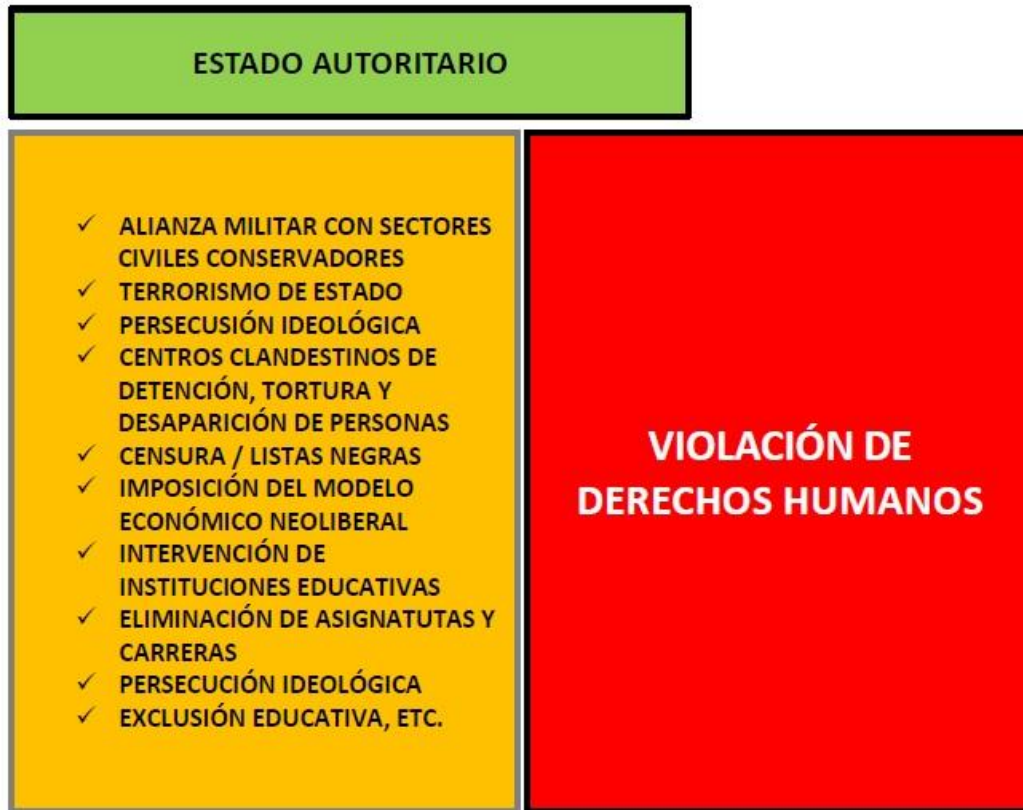 ESTADO AUTORITARIO
✓ ALIANZA MILITAR CON SECTORES
CIVILES CONSERVADORES
✓ TERRORISMO DE ESTADO
✓ PERSECUSIÓN IDEOLÓGICA
✓ CENTROS CLANDESTINOS DE
DETENCIÓN, TORTURA Y
DESAPARICIÓN DE PERSONAS
✓ CENSURA / LISTAS NEGRAS
✓ IMPOSICIÓN DEL MODELO
ECONÓMICO NEOLIBERAL
✓ INTERVENCIÓN DE
INSTITUCIONES EDUCATIVAS
✓ ELIMINACIÓN DE ASIGNATUTAS Y
CARRERAS
✓ PERSECUCIÓN IDEOLÓGICA
✓ EXCLUSIÓN EDUCATIVA, ETC.
VIOLACIÓN DE
DERECHOS HUMANOS